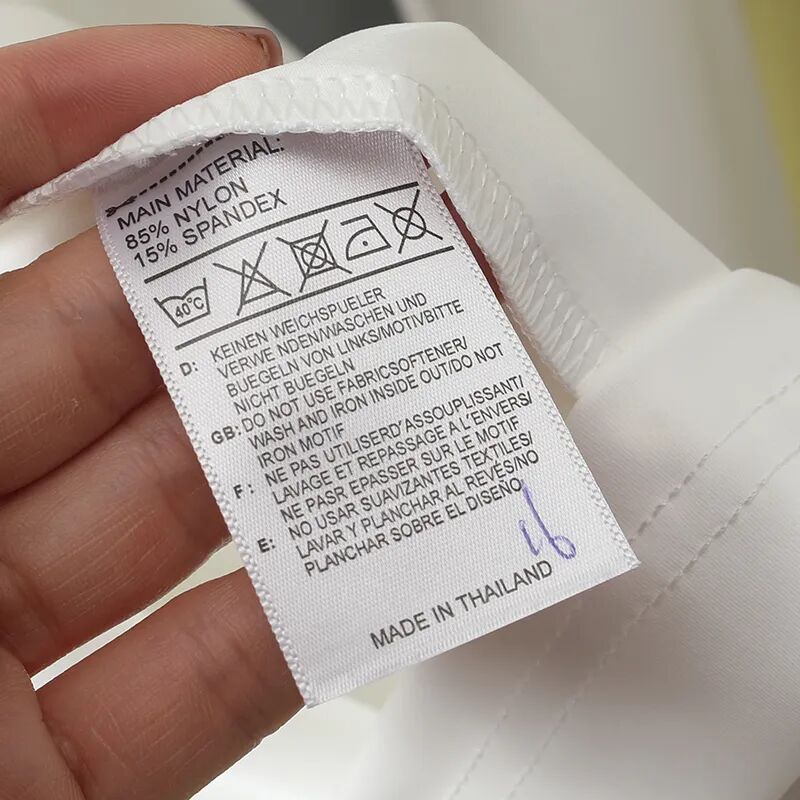 MAIN MATERIAL:
85% NYLON
15% SPANDEX
40°C
D: KEINEN WEICHSPUELER
VERWE NDEN/WASCHEN UND
BUEGELN VON LINKS/MOTIVBITTE
NICHT BUEGELN
GB: DO NOT USE FABRICSOFTENER/
WASH AND IRON INSIDE OUT/DO NOT
IRON MOTIF
F: NE PAS UTILISERD'ASSOUPLISSANT/
LAVAGE ET REPASSAGE A L'ENVERS/
NE PASR EPASSER SUR LE MOTIF
E: NO USAR SUAVIZANTES TEXTILES/
LAVAR Y PLANCHAR AL REVÉS/NO
PLANCHAR SOBRE EL DISEÑO
MADE IN THAILAND